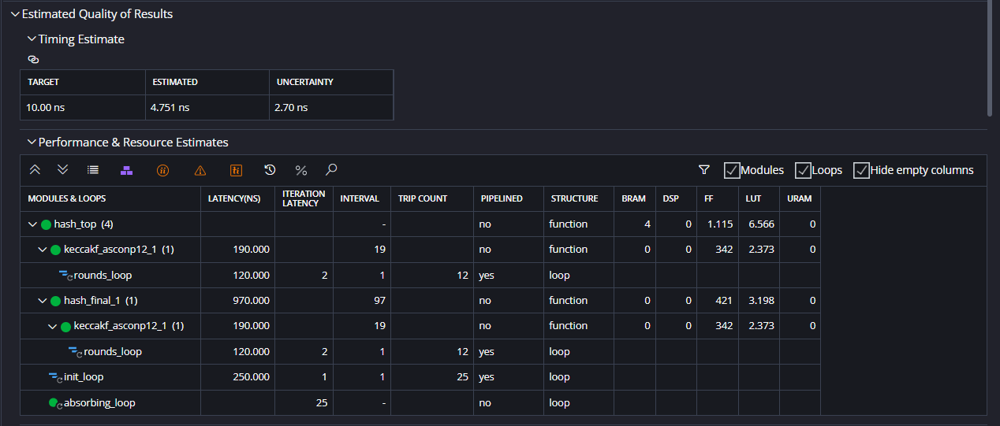 Estimated Quality of Results
Timing Estimate
TARGET ESTIMATED UNCERTAINTY
10.00 ns 4.751 ns 2.70 ns
Performance & Resource Estimates
Modules Loops Hide empty columns
MODULES & LOOPS LATENCY(NS) ITERATION LATENCY INTERVAL TRIP COUNT PIPELINED STRUCTURE BRAM DSP FF LUT URAM
hash_top (4) - no function 4 0 1.115 6.566 0
keccakf_asconp12_1 (1) 190.000 19 no function 0 0 342 2.373 0
rounds_loop 120.000 2 1 12 yes loop
hash_final_1 (1) 970.000 97 no function 0 0 421 3.198 0
keccakf_asconp12_1 (1) 190.000 19 no function 0 0 342 2.373 0
rounds_loop 120.000 2 1 12 yes loop
init_loop 250.000 1 1 25 yes loop
absorbing_loop 25 - no loop